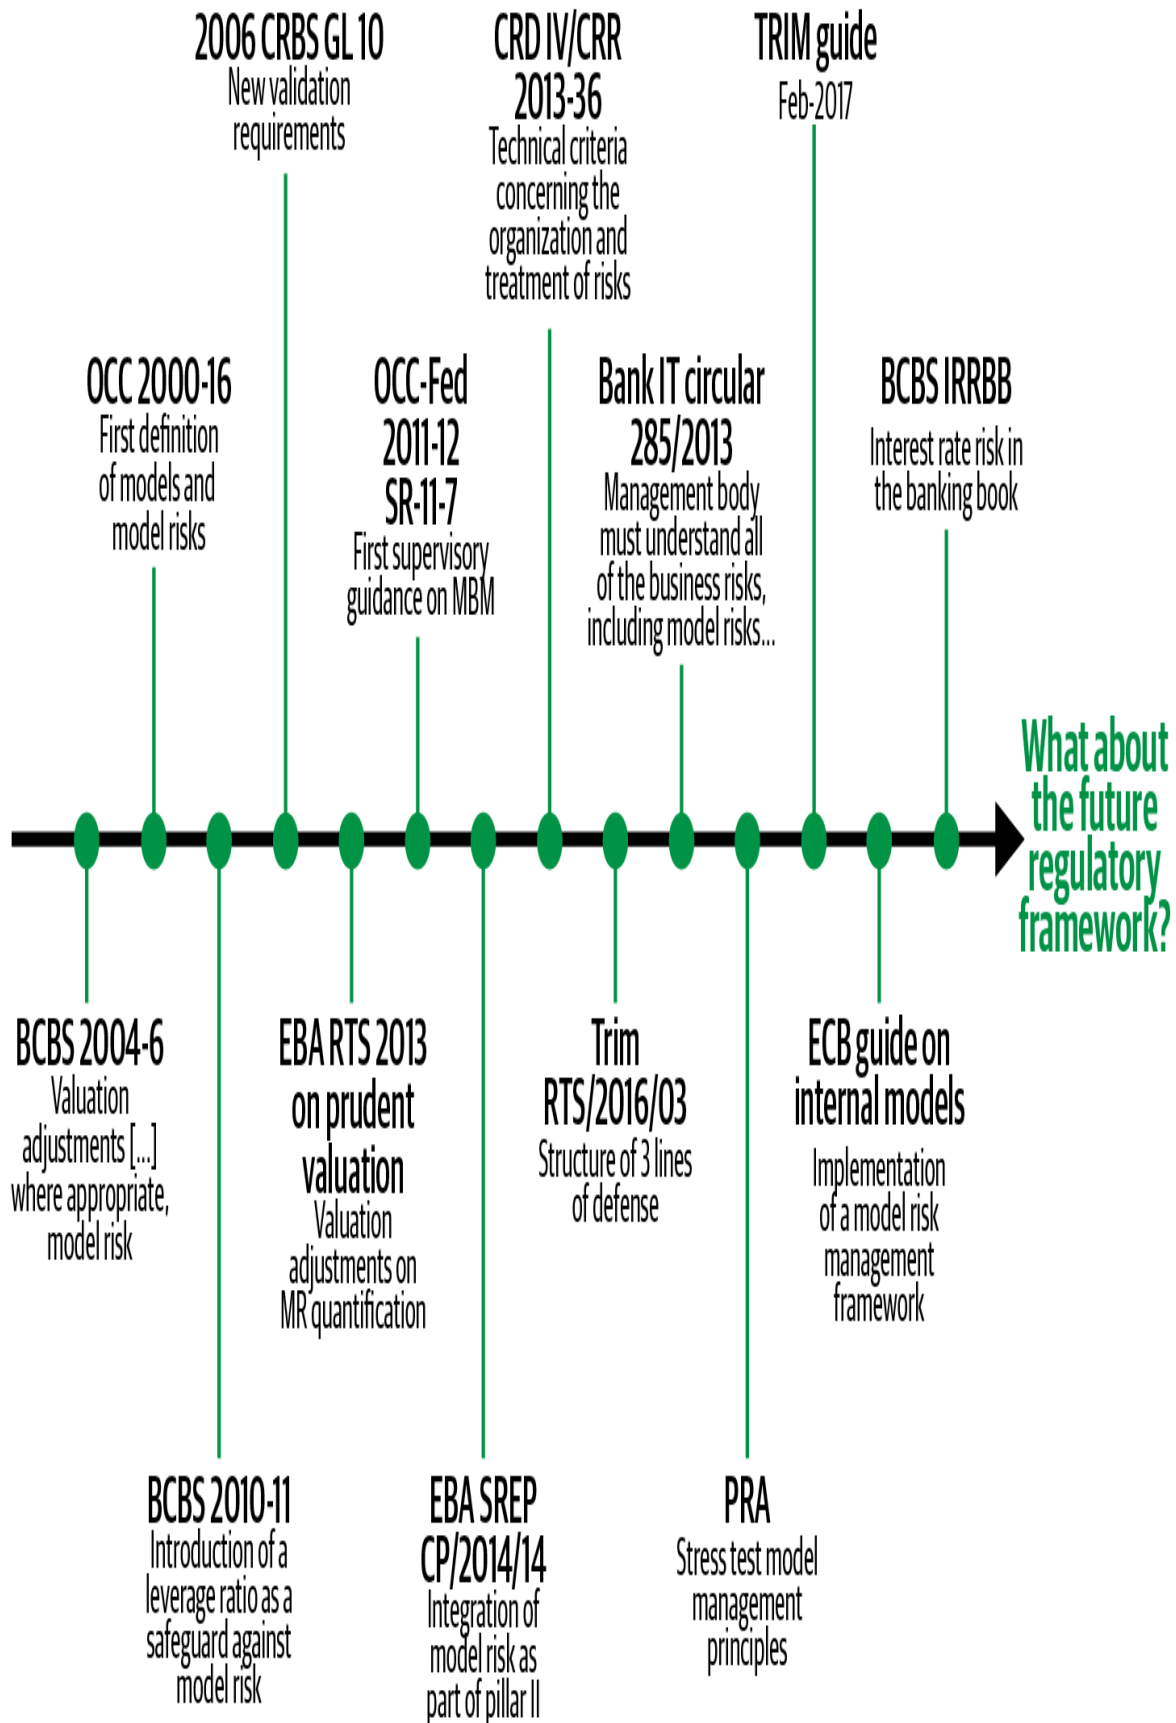 2006 CRBS GL 10
New validation
requirements
CRD IV/CRR
2013-36
Technical criteria
concerning the
organization and
treatment of risks
TRIM guide
Feb-2017
OCC 2000-16
First definition
of models and
model risks
OCC-Fed
2011-12
SR-11-7
First supervisory
guidance on MBM
Bank IT circular
285/2013
Management body
must understand all
of the business risks,
including model risks...
BCBS IRRBB
Interest rate risk in
the banking book
What about
the future
regulatory
framework?
BCBS 2004-6
Valuation
adjustments [...]
where appropriate,
model risk
EBA RTS 2013
on prudent
valuation
Valuation
adjustments on
MR quantification
Trim
RTS/2016/03
Structure of 3 lines
of defense
ECB guide on
internal models
Implementation
of a model risk
management
framework
BCBS 2010-11
Introduction of a
leverage ratio as a
safeguard against
model risk
EBA SREP
CP/2014/14
Integration of
model risk as
part of pillar II
PRA
Stress test model
management
principles